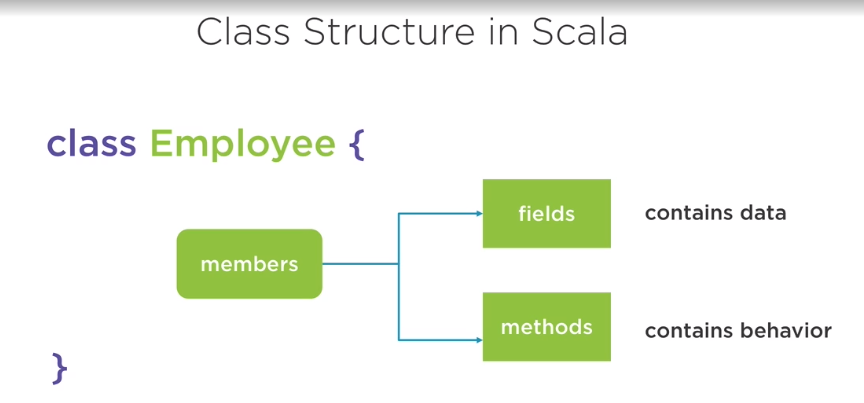 Class Structure in Scala
class Employee {
fields
contains data
members
methods
contains behavior
}